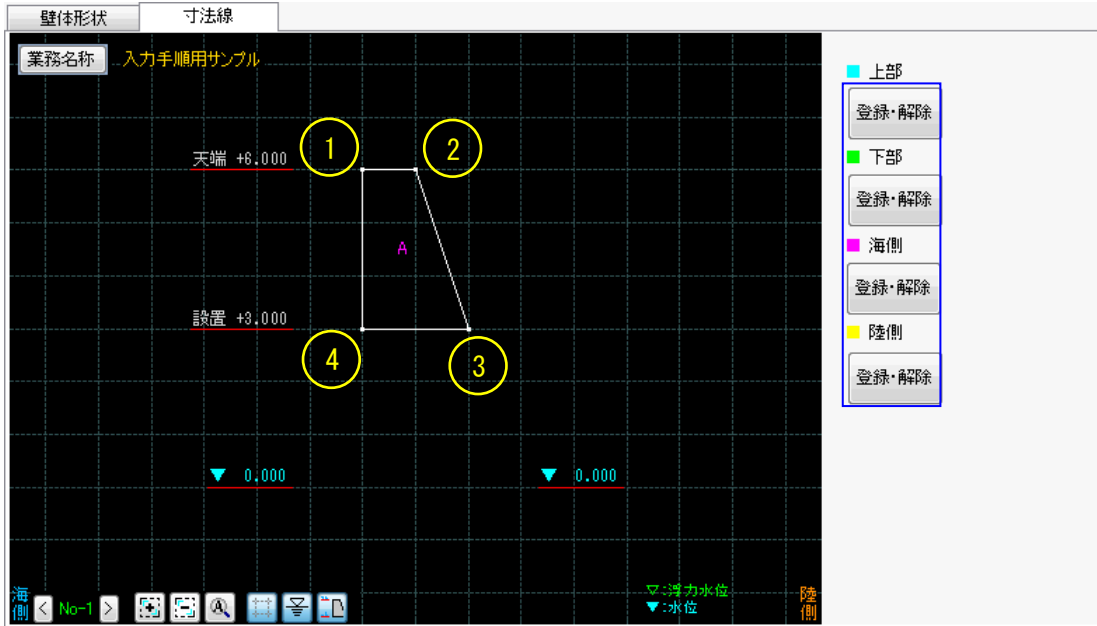 壁体形状
寸法線
業務名称
入力手順用サンプル
上部
登録・解除
下部
登録・解除
海側
登録・解除
陸側
登録・解除
1
2
天端 +6.000
A
設置 +3.000
4
3
0.000
0.000
▽:浮力水位
▼:水位
海側
< No-1 >
A
陸側